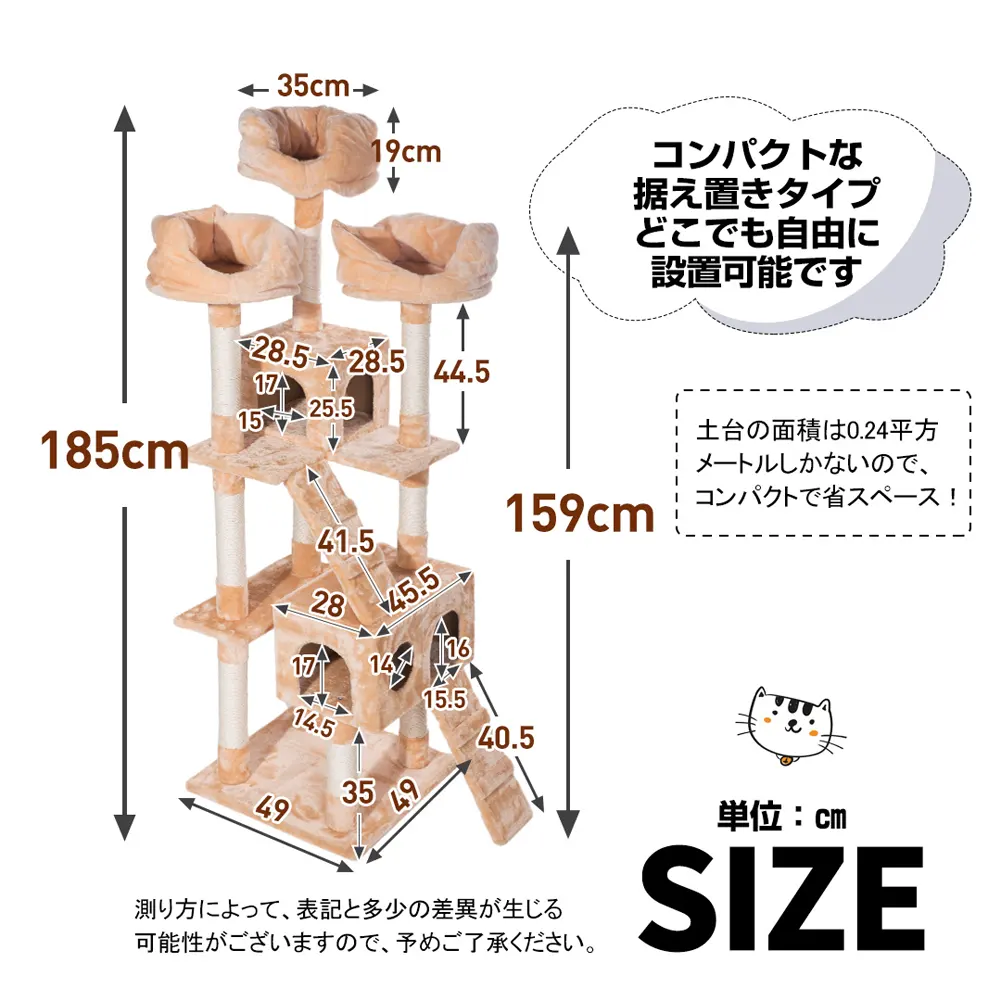 35cm
19cm
コンパクトな
据え置きタイプ
どこでも自由に
設置可能です
28.5
28.5
17
15
25.5
44.5
185cm
土台の面積は0.24平方
メートルしかないので、
コンパクトで省スペース！
159cm
41.5
28
45.5
17
14
16
14.5
15.5
40.5
35
49
49
単位：㎝
SIZE
測り方によって、表記と多少の差異が生じる
可能性がございますので、予めご了承ください。